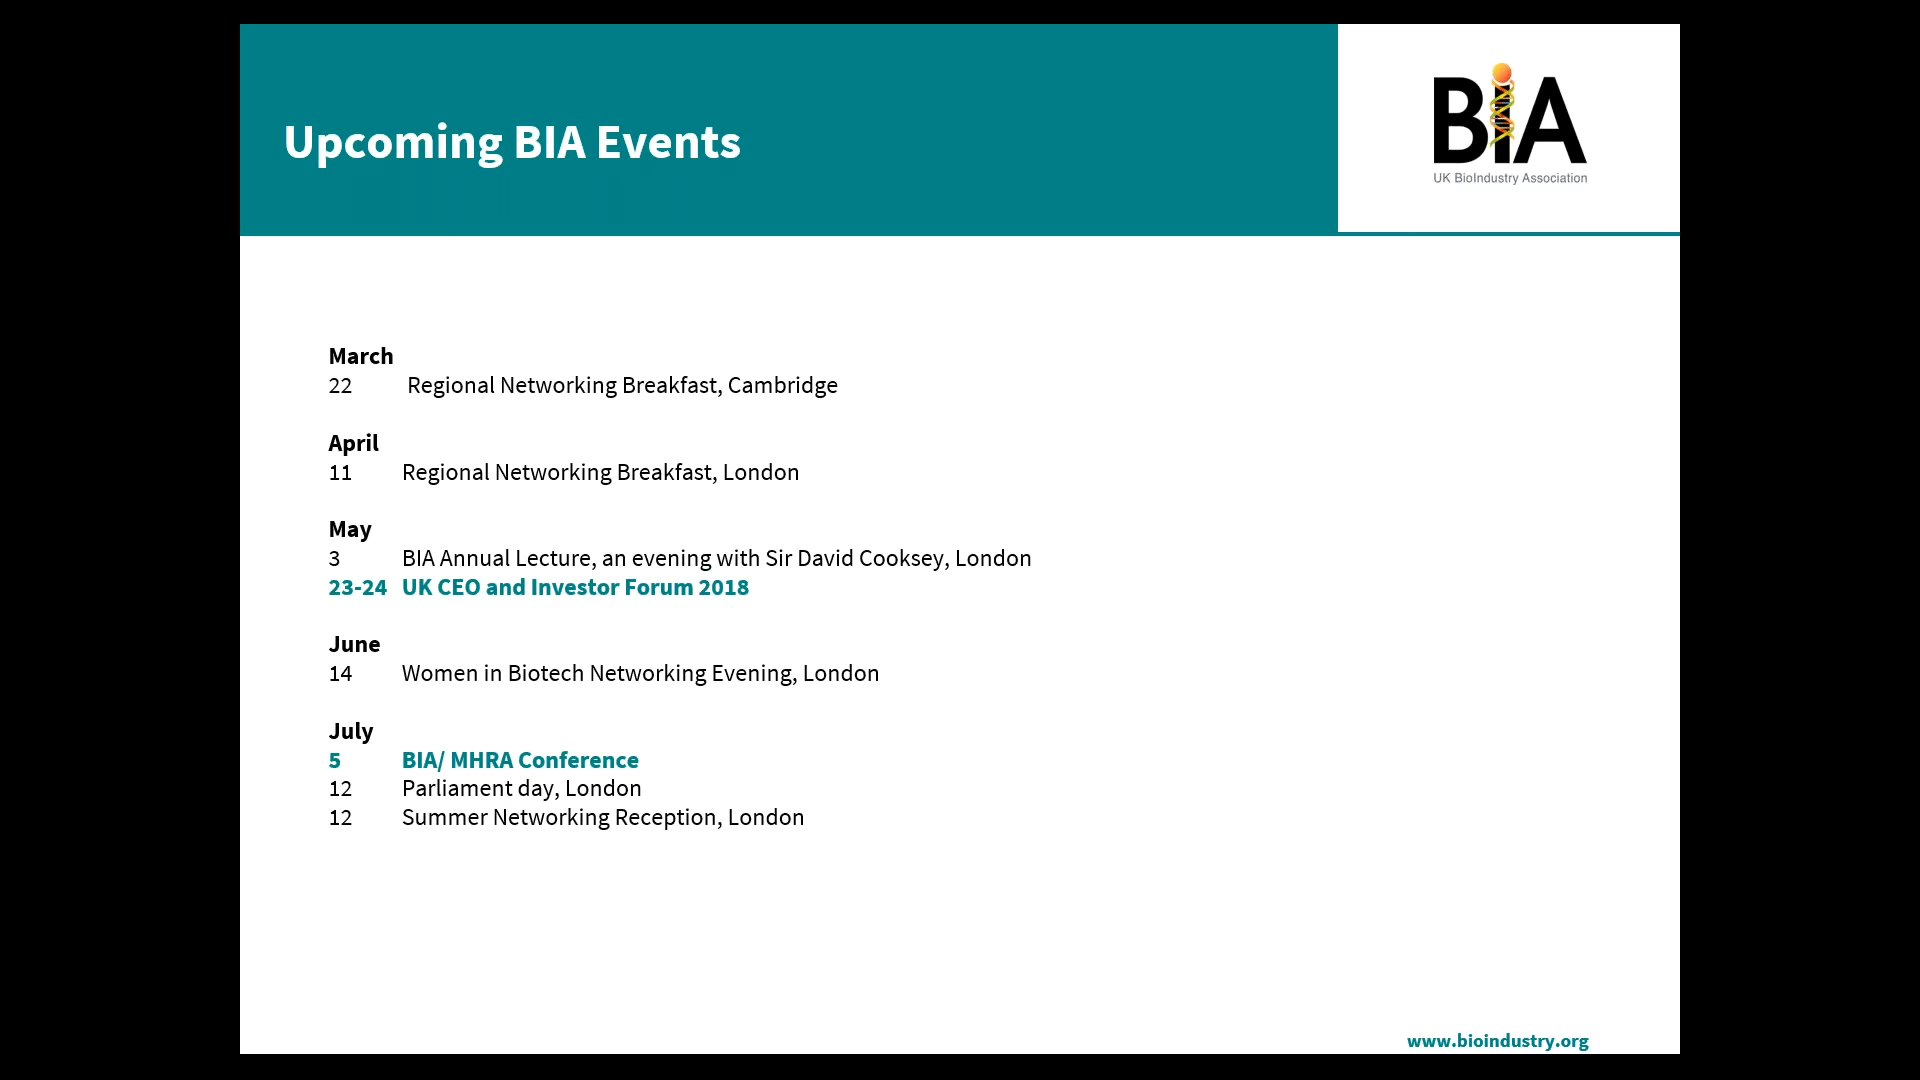 Upcoming BIA Events
BIA
UK BioIndustry Association
March
22 Regional Networking Breakfast, Cambridge
April
11 Regional Networking Breakfast, London
May
3 BIA Annual Lecture, an evening with Sir David Cooksey, London
23-24 UK CEO and Investor Forum 2018
June
14 Women in Biotech Networking Evening, London
July
5 BIA/ MHRA Conference
12 Parliament day, London
12 Summer Networking Reception, London
www.bioindustry.org